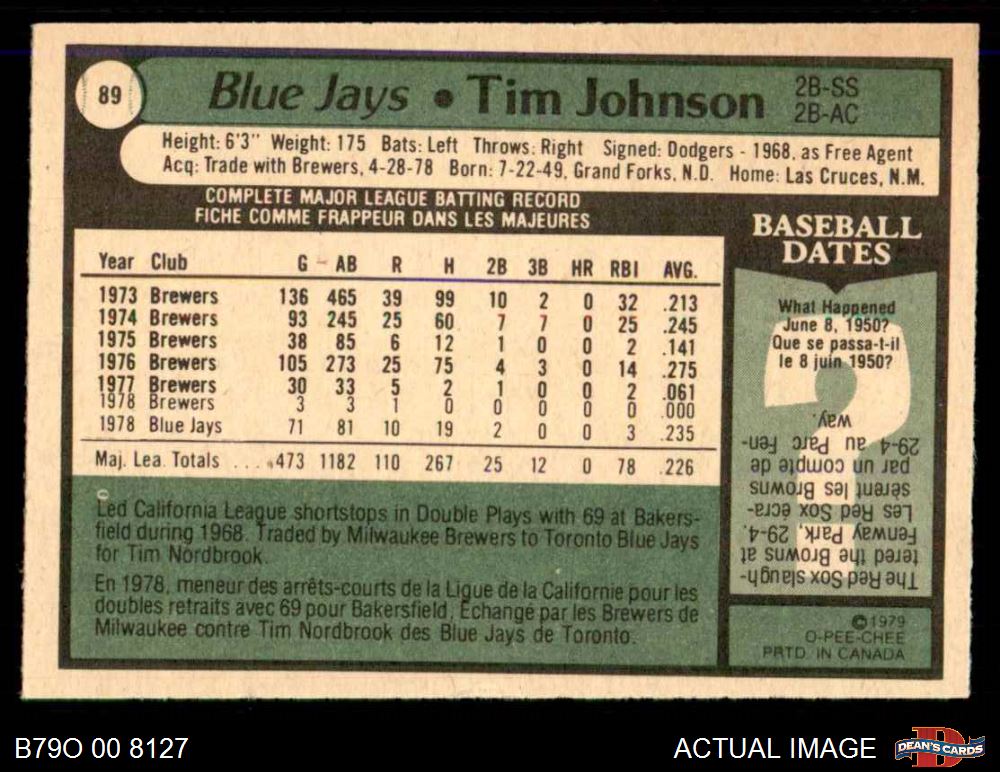 89
Blue Jays • Tim Johnson
2B-SS
2B-AC
Height: 6'3" Weight: 175 Bats: Left Throws: Right Signed: Dodgers - 1968, as Free Agent
Acq: Trade with Brewers, 4-28-78 Born: 7-22-49, Grand Forks, N.D. Home: Las Cruces, N.M.
COMPLETE MAJOR LEAGUE BATTING RECORD
FICHE COMME FRAPPEUR DANS LES MAJEURES
Year Club G AB R H 2B 3B HR RBI AVG.
1973 Brewers 136 465 39 99 10 2 0 32 .213
1974 Brewers 93 245 25 60 7 7 0 25 .245
1975 Brewers 38 85 6 12 1 0 0 2 .141
1976 Brewers 105 273 25 75 4 3 0 14 .275
1977 Brewers 30 33 5 2 1 0 0 2 .061
1978 Brewers 3 3 1 0 0 0 0 0 .000
1978 Blue Jays 71 81 10 19 2 0 0 3 .235
Maj. Lea. Totals ... 473 1182 110 267 25 12 0 78 .226
Led California League shortstops in Double Plays with 69 at Bakers-
field during 1968. Traded by Milwaukee Brewers to Toronto Blue Jays
for Tim Nordbrook.
En 1978, meneur des arrêts-courts de la Ligue de la Californie pour les
doubles retraits avec 69 pour Bakersfield, Echangé par les Brewers de
Milwaukee contre Tim Nordbrook des Blue Jays de Toronto.
BASEBALL
DATES
What Happened
June 8, 1950?
Que se passa-t-il
le 8 juin 1950?
The Red Sox slaugh-
tered the Browns at
Fenway Park, 29-4.
Les Red Sox écra-
sèrent les Browns
par un compte de
29-4 au Parc Fen-
way.
©1979
O-PEE-CHEE
PRTD. IN CANADA
B79O 00 8127
ACTUAL IMAGE
D
DEAN'S CARDS